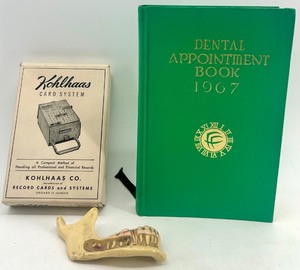 Kohlhaas
CARD SYSTEM
A Compact Method of
Handling all Professional and Financial Records
KOHLHAAS CO.
RECORD CARDS and SYSTEMS
DENTAL
APPOINTMENT
BOOK
1967